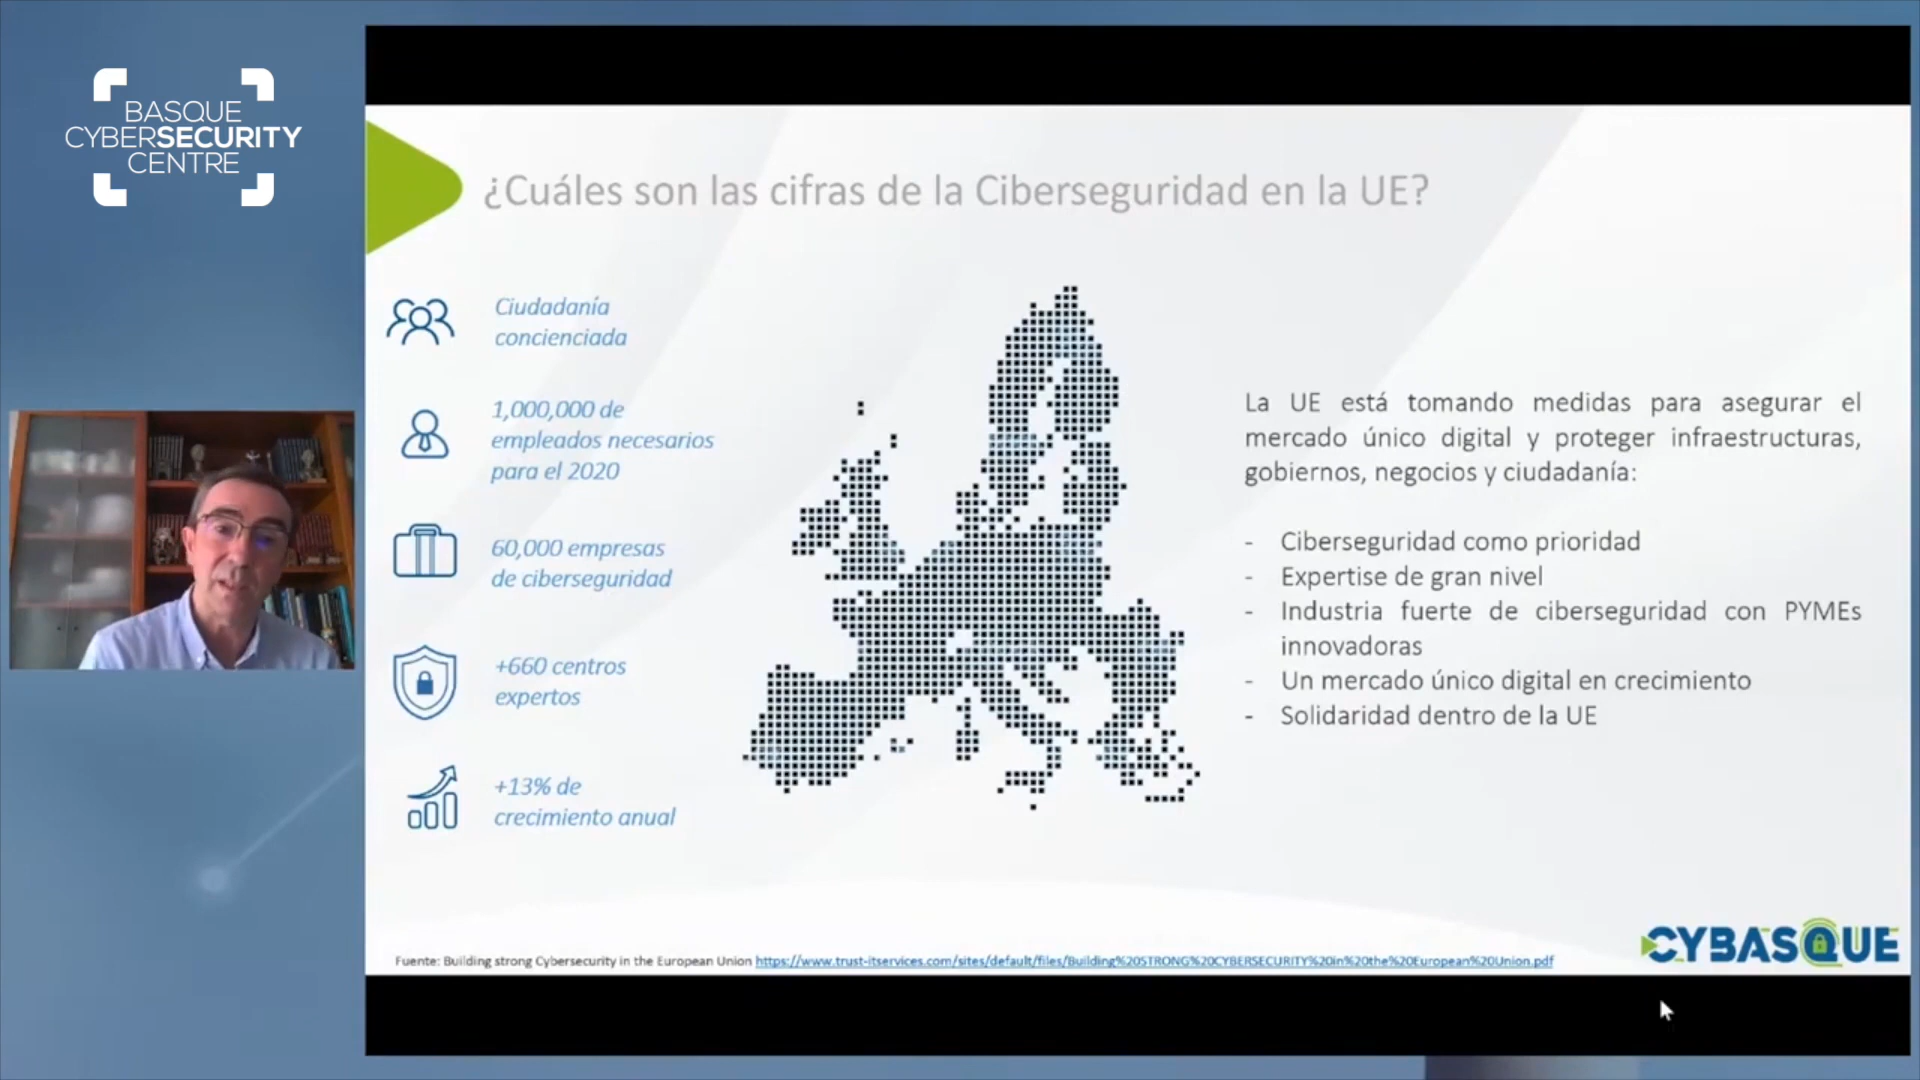 BASQUE
CYBERSECURITY
CENTRE
¿Cuáles son las cifras de la Ciberseguridad en la UE?
Ciudadanía
concienciada
1,000,000 de
empleados necesarios
para el 2020
60,000 empresas
de ciberseguridad
+660 centros
expertos
+13% de
crecimiento anual
La UE está tomando medidas para asegurar el
mercado único digital y proteger infraestructuras,
gobiernos, negocios y ciudadanía:
- Ciberseguridad como prioridad
- Expertise de gran nivel
- Industria fuerte de ciberseguridad con PYMEs
innovadoras
- Un mercado único digital en crecimiento
- Solidaridad dentro de la UE
Fuente: Building strong Cybersecurity in the European Union https://www.trust-itservices.com/sites/default/files/Building%20STRONG%20CYBERSECURITY%20in%20the%20European%20Union.pdf
CYBASQUE